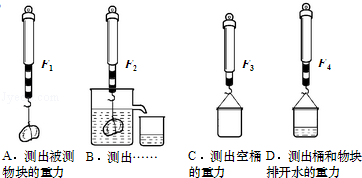 F1
F2
F3
F4
A．测出被测
物块的重力
B．测出……
C．测出空桶
的重力
D．测出桶和物块
排开水的重力